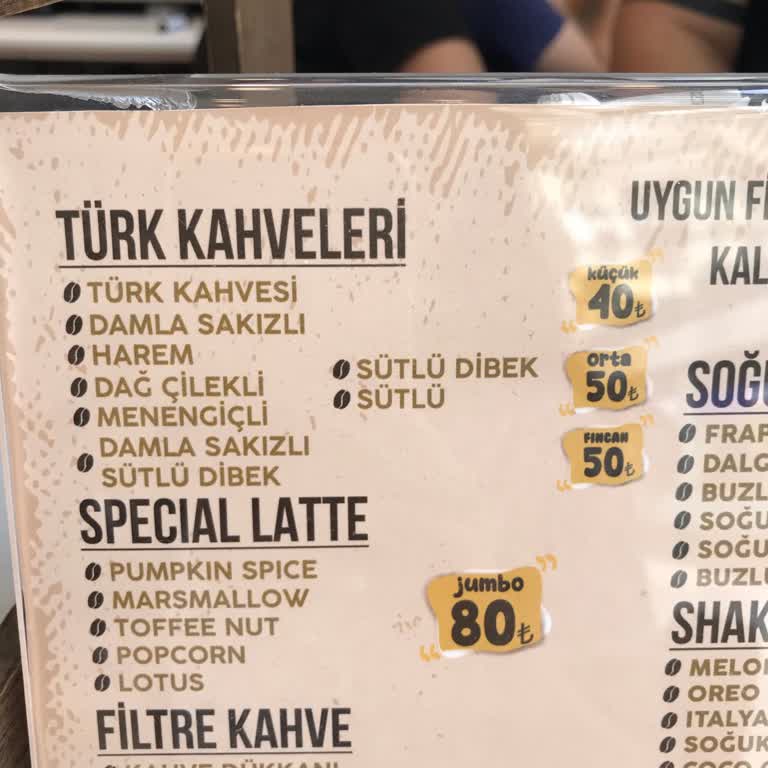 TÜRK KAHVELERİ
TÜRK KAHVESİ
DAMLA SAKIZLI
HAREM
DAĞ ÇİLEKLİ
MENENGİÇLİ
DAMLA SAKIZLI
SÜTLÜ DİBEK
SÜTLÜ DİBEK
SÜTLÜ
küçük
40₺
orta
50₺
FINCAN
50₺
SPECIAL LATTE
PUMPKIN SPICE
MARSMALLOW
TOFFEE NUT
POPCORN
LOTUS
jumbo
80₺
FİLTRE KAHVE
UYGUN
MELO
OREO